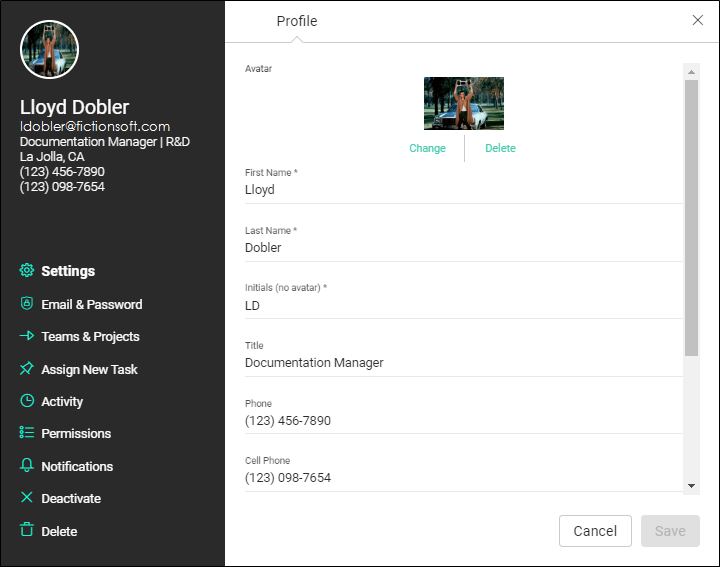 Lloyd Dobler
ldobler@fictionsoft.com
Documentation Manager | R&D
La Jolla, CA
(123) 456-7890
(123) 098-7654
Settings
Email & Password
Teams & Projects
Assign New Task
Activity
Permissions
Notifications
Deactivate
Delete
Profile
Avatar
Change
Delete
First Name *
Lloyd
Last Name *
Dobler
Initials (no avatar) *
LD
Title
Documentation Manager
Phone
(123) 456-7890
Cell Phone
(123) 098-7654
Cancel
Save